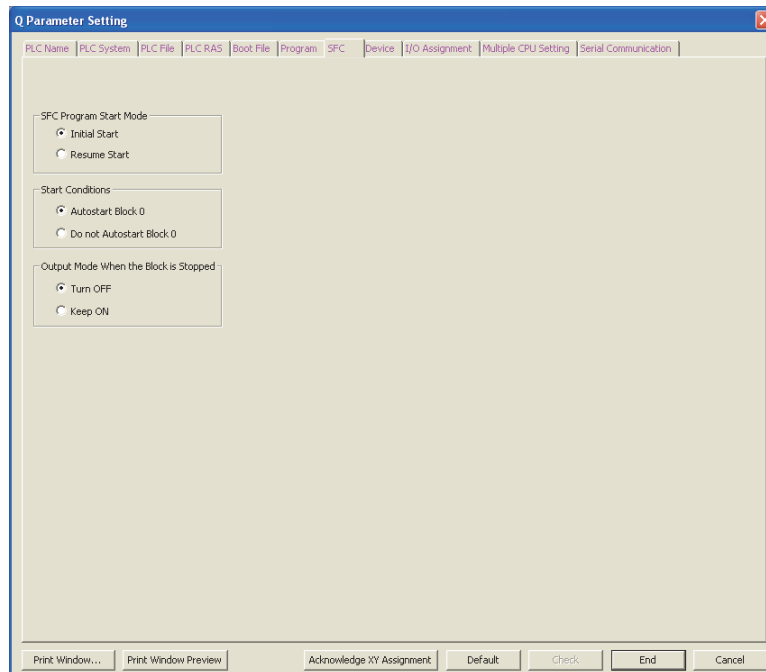 Q Parameter Setting
PLC Name PLC System PLC File PLC RAS Boot File Program SFC Device I/O Assignment Multiple CPU Setting Serial Communication
SFC Program Start Mode
Initial Start
Resume Start
Start Conditions
Autostart Block 0
Do not Autostart Block 0
Output Mode When the Block is Stopped
Turn OFF
Keep ON
Print Window... Print Window Preview Acknowledge XY Assignment Default Check End Cancel